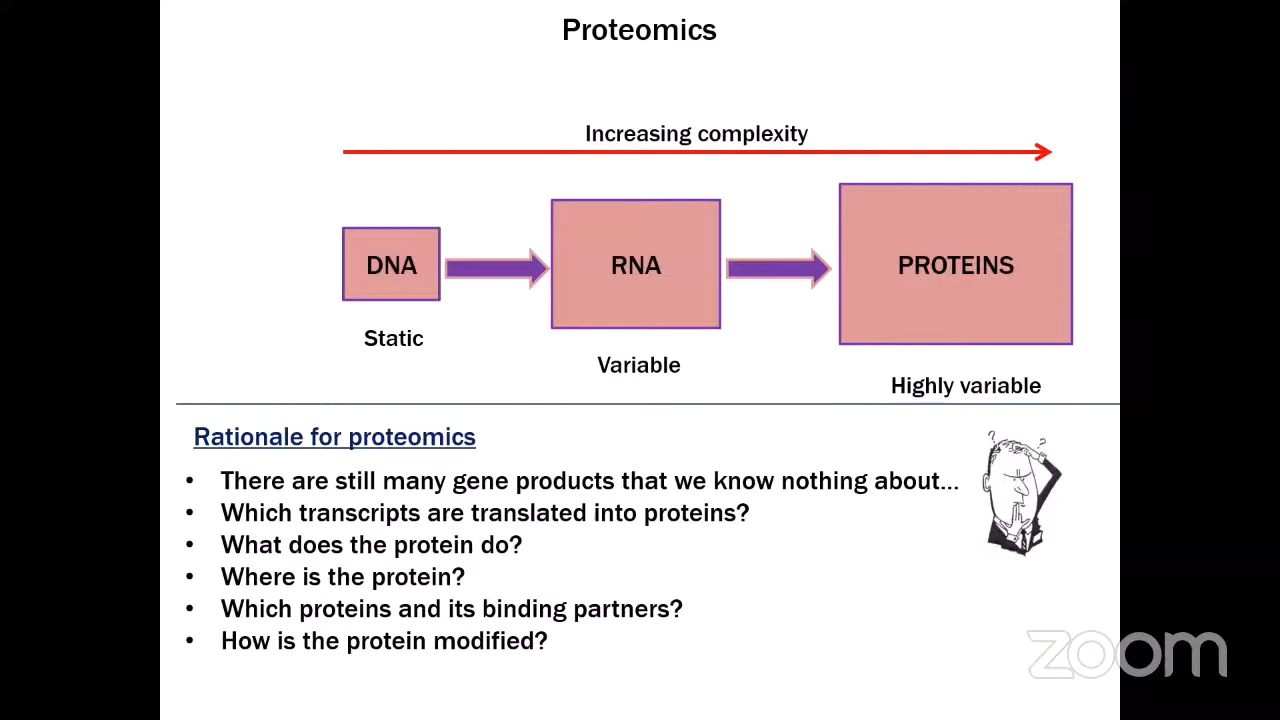 Proteomics
Increasing complexity
DNA
RNA
PROTEINS
Static
Variable
Highly variable
Rationale for proteomics
• There are still many gene products that we know nothing about...
• Which transcripts are translated into proteins?
• What does the protein do?
• Where is the protein?
• Which proteins and its binding partners?
• How is the protein modified?
? ?
zoom